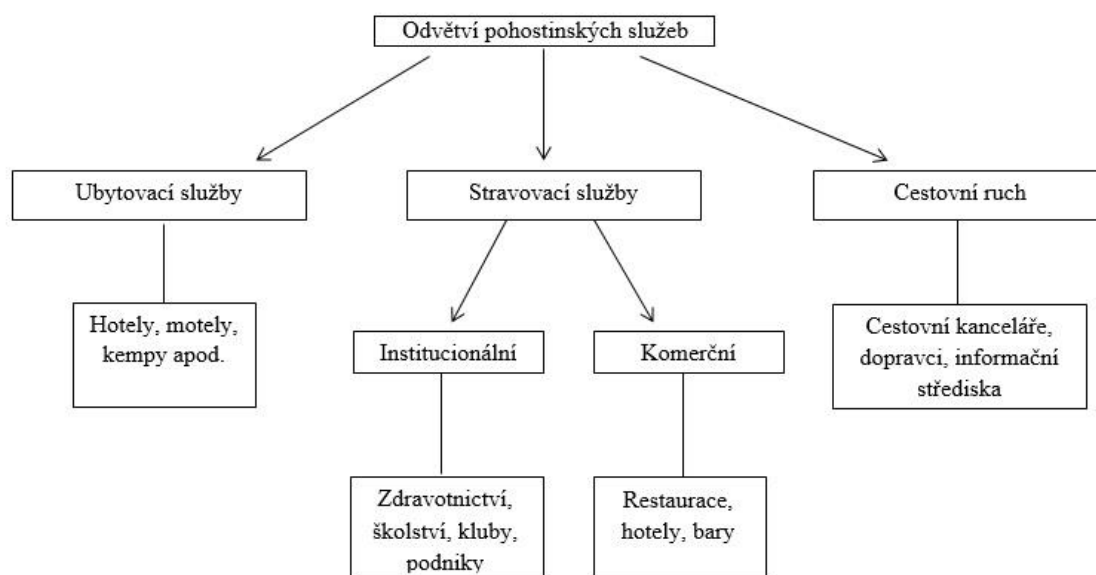 Odvětví pohostinských služeb
Ubytovací služby
Stravovací služby
Cestovní ruch
Hotely, motely,
kempy apod.
Institucionální
Komerční
Cestovní kanceláře,
dopravci, informační
střediska
Zdravotnictví,
školství, kluby,
podniky
Restaurace,
hotely, bary